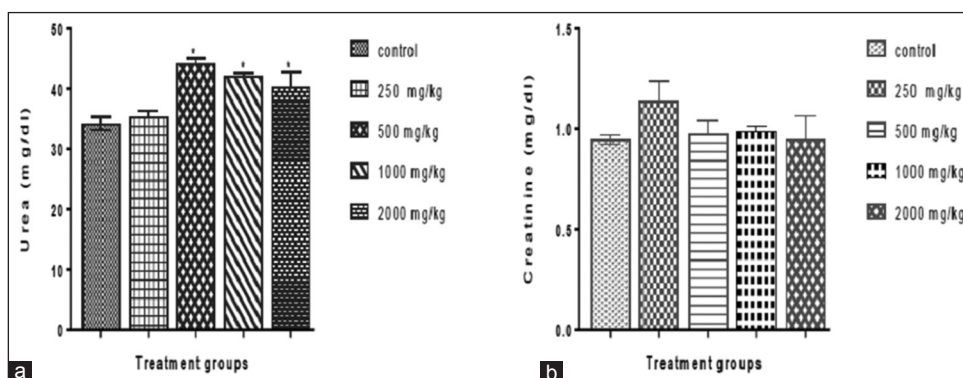 50
40
30
20
10
0
Urea (mg/dl)
*
*
*
Treatment groups
control
250 mg/kg
500 mg/kg
1000 mg/kg
2000 mg/kg
a
1.5
1.0
0.5
0.0
Creatinine (mg/dl)
Treatment groups
control
250 mg/kg
500 mg/kg
1000 mg/kg
2000 mg/kg
b